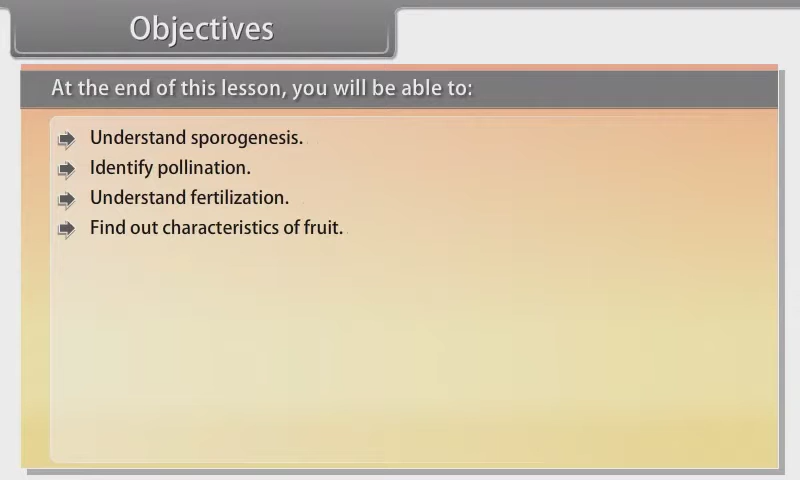 Objectives
At the end of this lesson, you will be able to:
Understand sporogenesis.
Identify pollination.
Understand fertilization.
Find out characteristics of fruit.